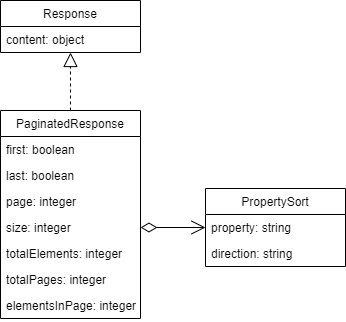 Response
content: object
PaginatedResponse
first: boolean
last: boolean
page: integer
size: integer
totalElements: integer
totalPages: integer
elementsInPage: integer
PropertySort
property: string
direction: string